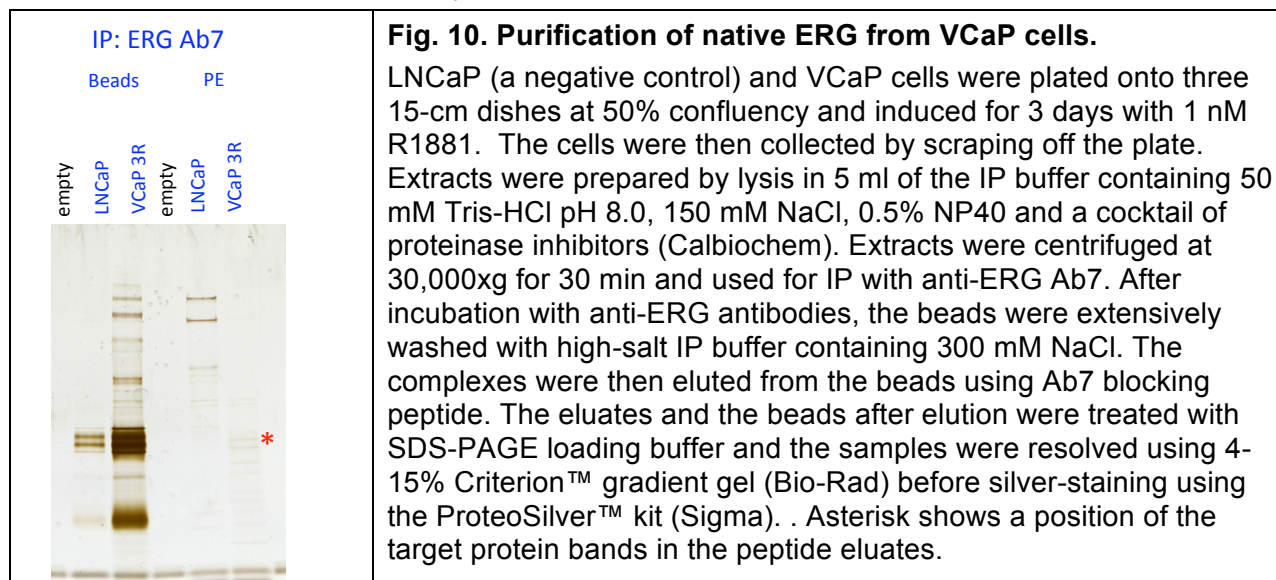 IP: ERG Ab7
Beads PE
empty
LNCaP
VCaP 3R
empty
LNCaP
VCaP 3R
*
Fig. 10. Purification of native ERG from VCaP cells.
LNCaP (a negative control) and VCaP cells were plated onto three
15-cm dishes at 50% confluency and induced for 3 days with 1 nM
R1881.  The cells were then collected by scraping off the plate.
Extracts were prepared by lysis in 5 ml of the IP buffer containing 50
mM Tris-HCl pH 8.0, 150 mM NaCl, 0.5% NP40 and a cocktail of
proteinase inhibitors (Calbiochem). Extracts were centrifuged at
30,000xg for 30 min and used for IP with anti-ERG Ab7. After
incubation with anti-ERG antibodies, the beads were extensively
washed with high-salt IP buffer containing 300 mM NaCl. The
complexes were then eluted from the beads using Ab7 blocking
peptide. The eluates and the beads after elution were treated with
SDS-PAGE loading buffer and the samples were resolved using 4-
15% Criterion™ gradient gel (Bio-Rad) before silver-staining using
the ProteoSilver™ kit (Sigma). . Asterisk shows a position of the
target protein bands in the peptide eluates.